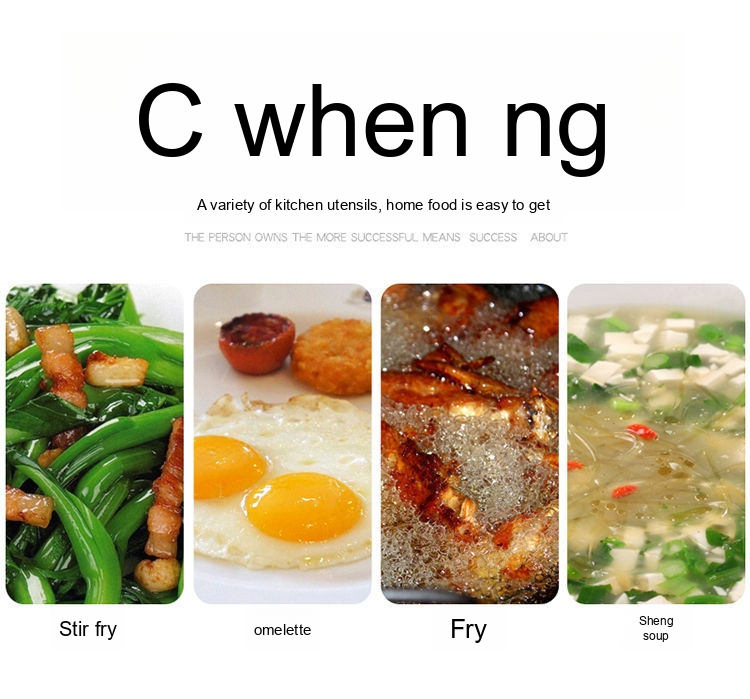 C when ng
A variety of kitchen utensils, home food is easy to get
THE PERSON OWNS THE MORE SUCCESSFUL MEANS SUCCESS ABOUT
Stir fry
omelette
Fry
Sheng
soup